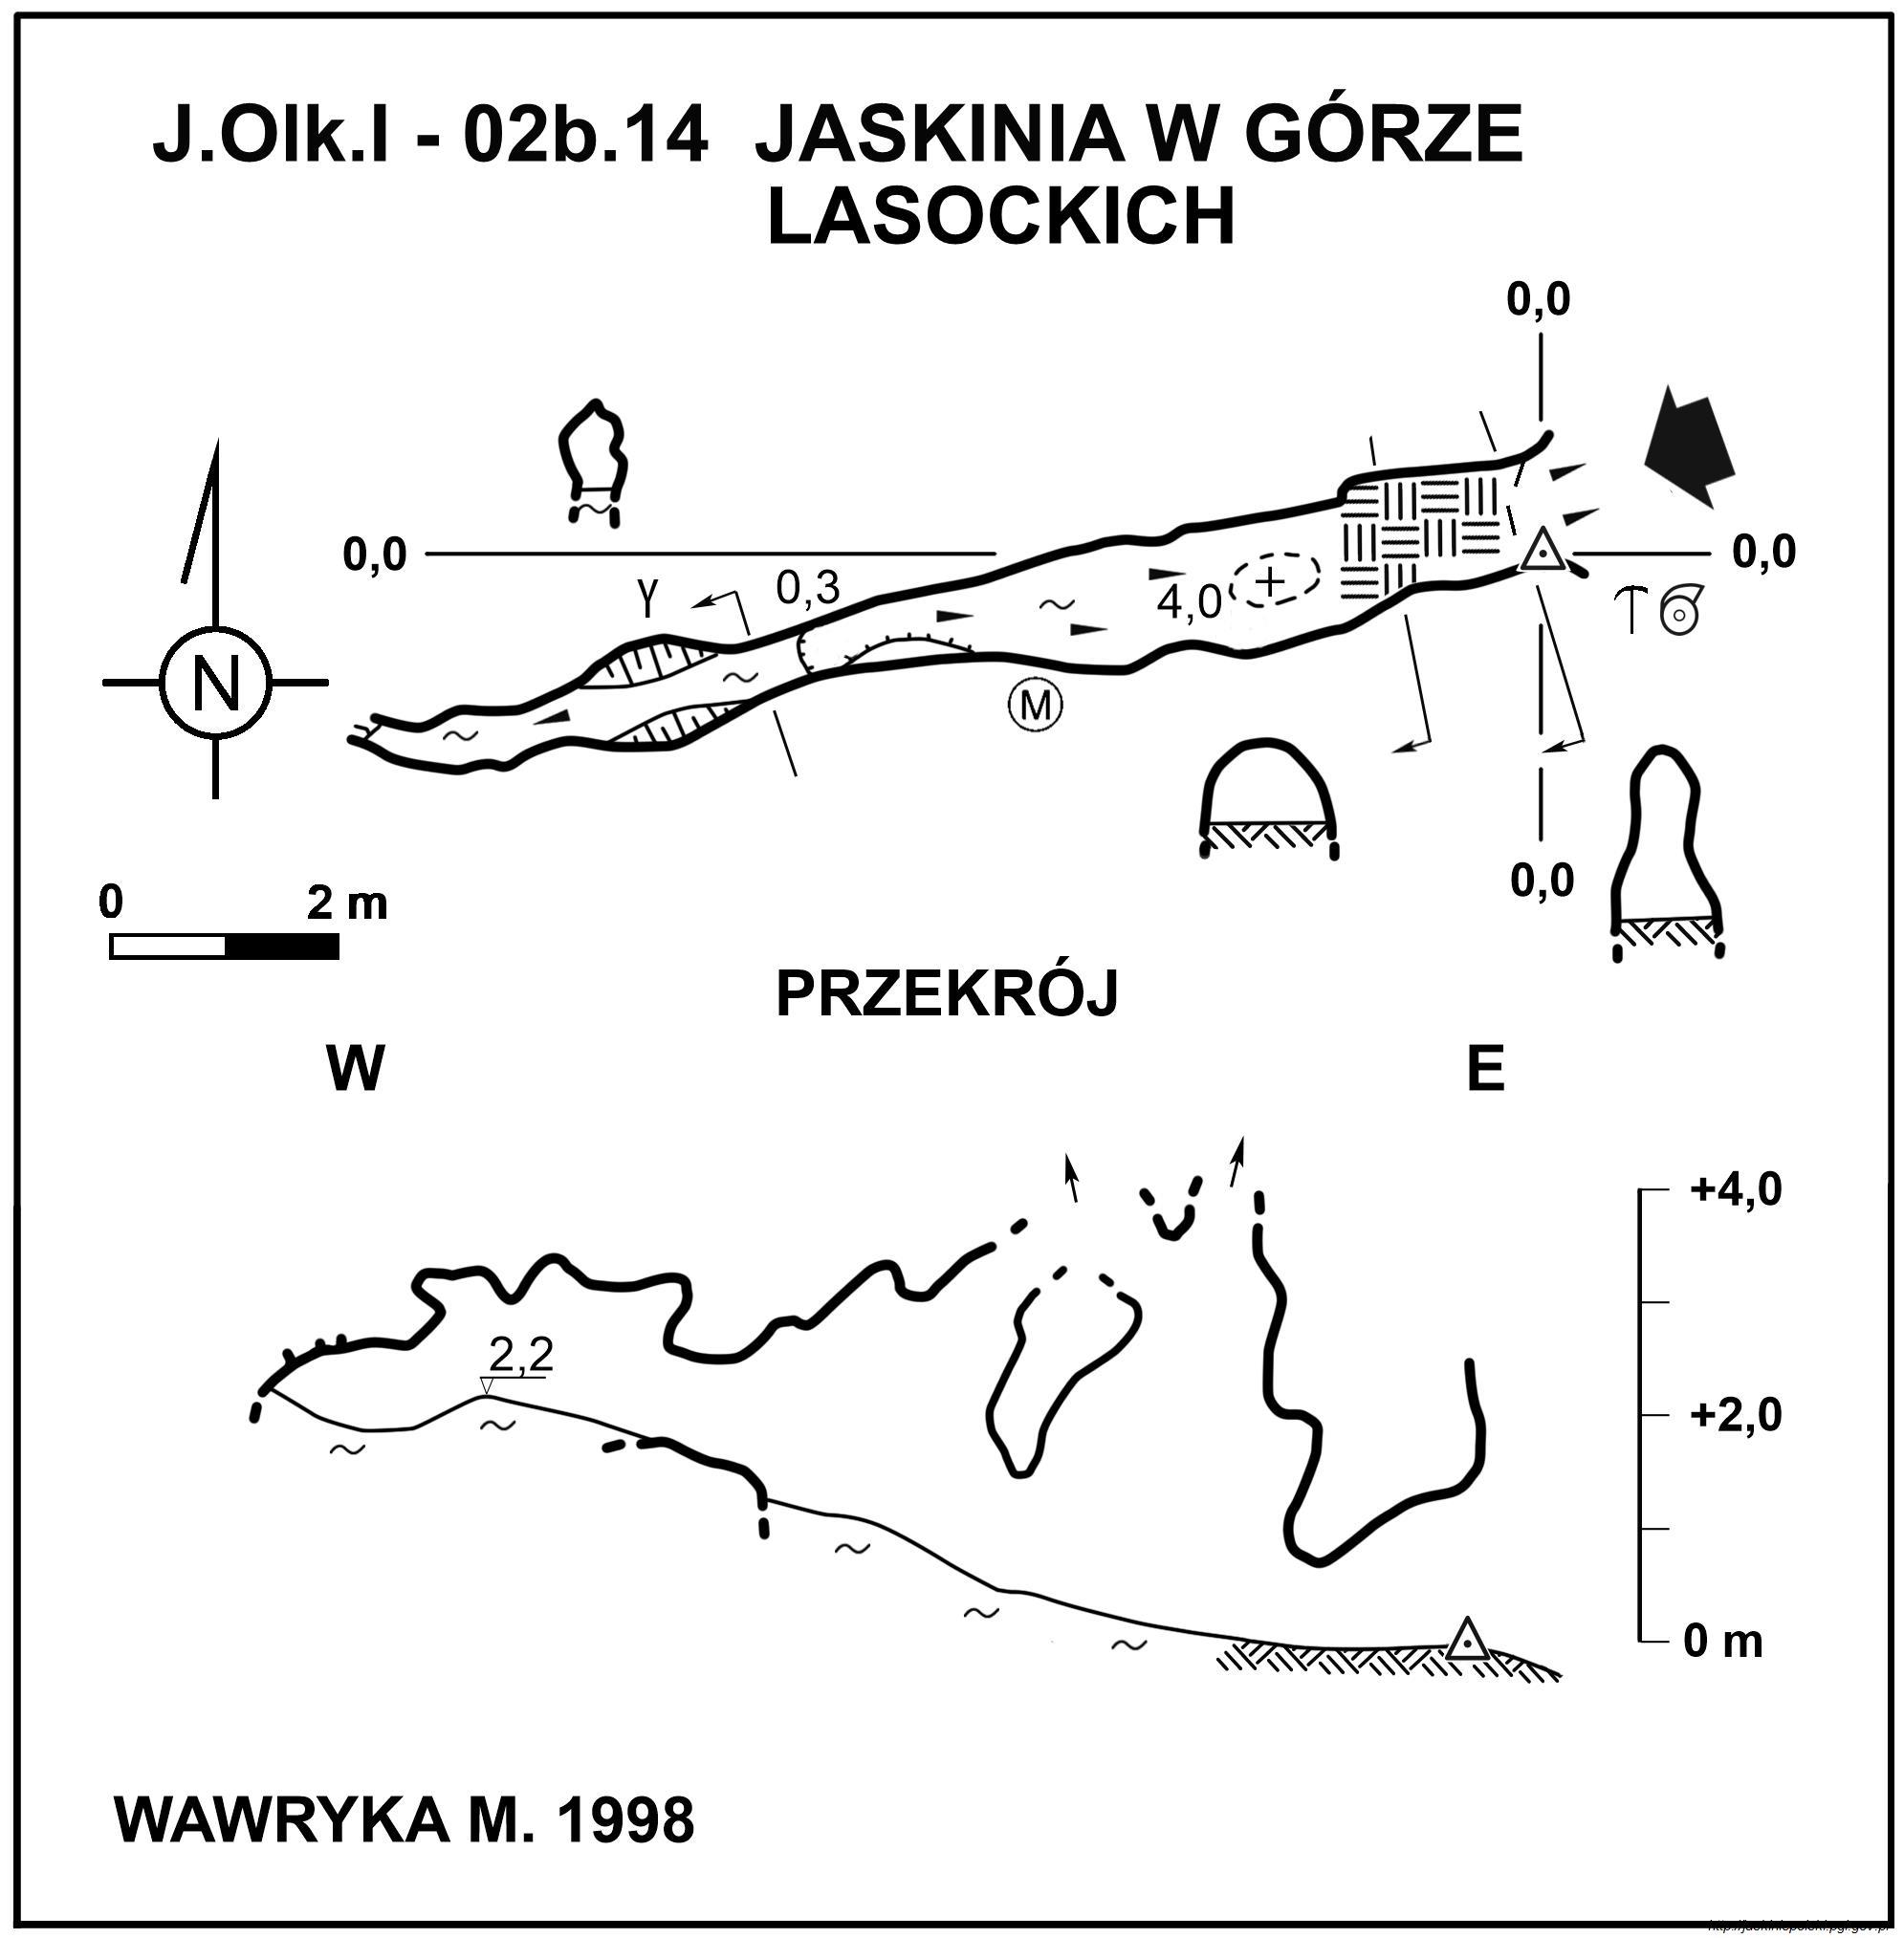 J.Olk.I - 02b.14 JASKINIA W GÓRZE
LASOCKICH
0,0
0,0
0,0
γ
0,3
4,0
N
M
0,0
0
2 m
PRZEKRÓJ
W
E
+4,0
2,2
+2,0
0 m
WAWRYKA M. 1998
http://jaskiniepolski.pgi.gov.pl